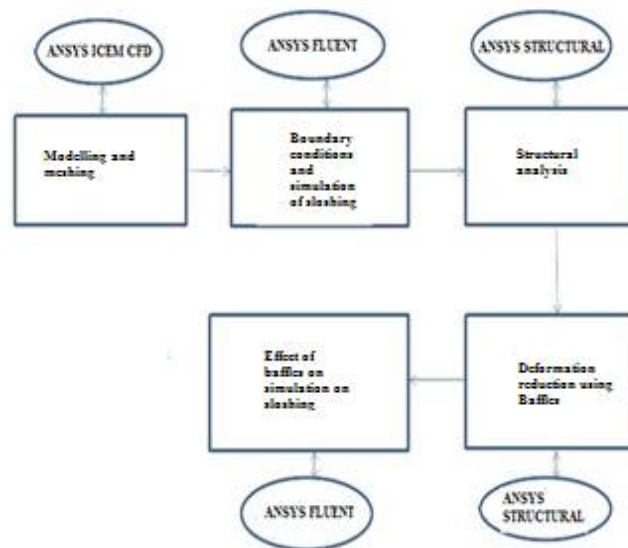 ANSYS ICEM CFD
ANSYS FLUENT
ANSYS STRUCTURAL
Modelling and
meshing
Boundary
conditions
and
simulation
of sloshing
Structural
analysis
Effect of
baffles on
simulation on
sloshing
Deformation
reduction using
Baffles
ANSYS FLUENT
ANSYS
STRUCTURAL